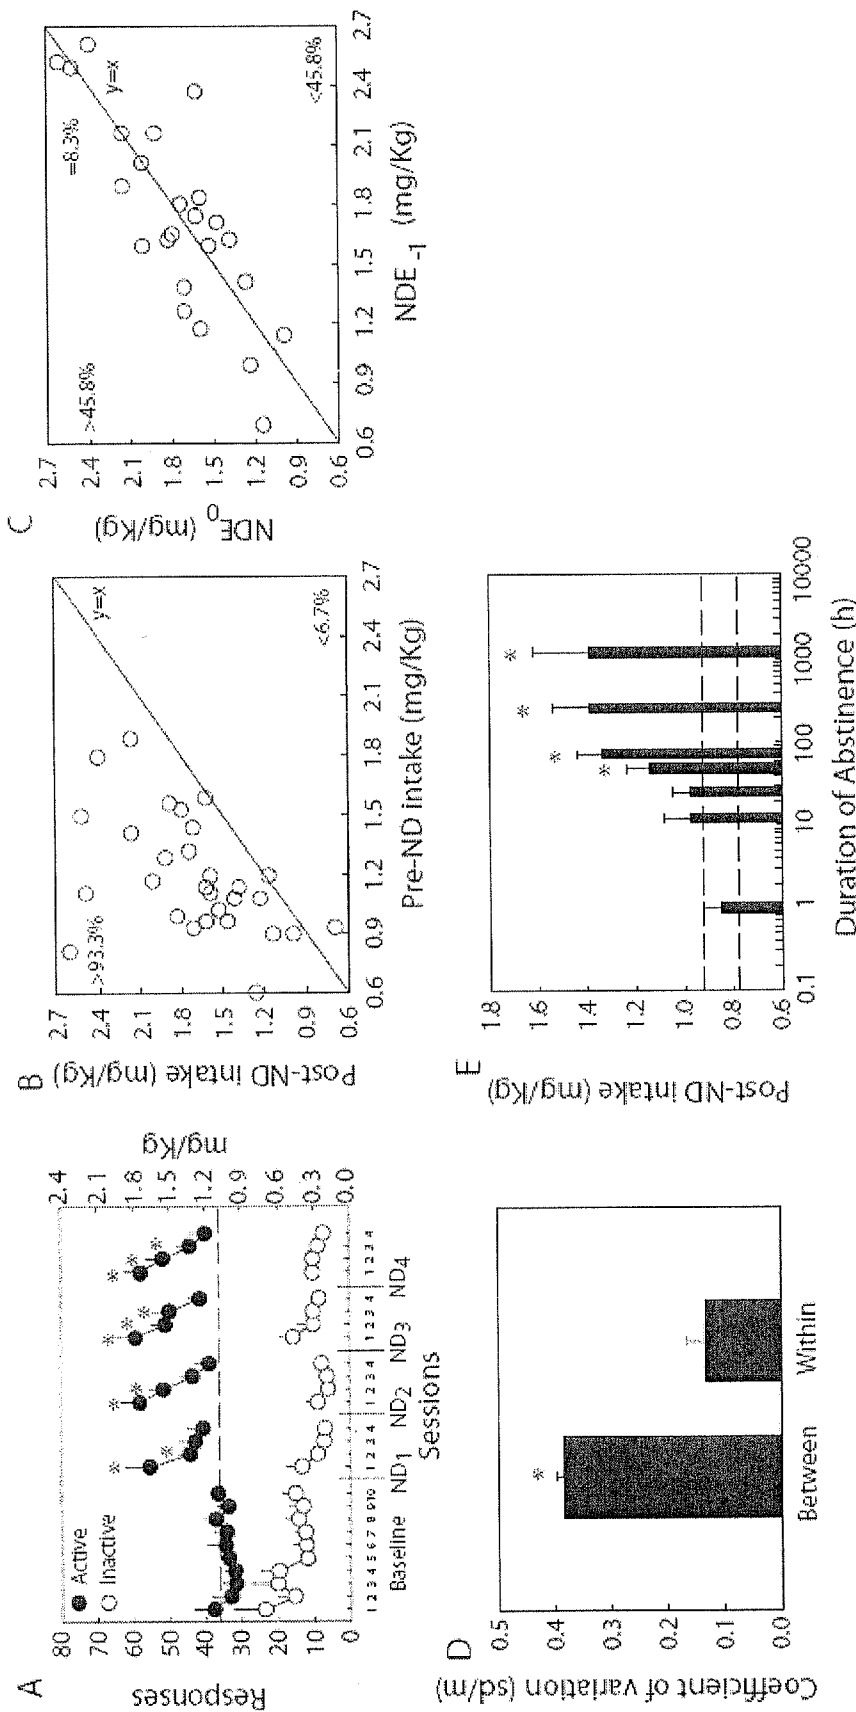 A
Responses
80
70
60
50
40
30
20
10
0
Active
Inactive
2.4
2.1
1.8
1.5
1.2
0.9
0.6
0.3
0.0
mg/Kg
* * * * * * * * * * *
1 2 3 4 5 6 7 8 9 10
1 2 3 4
1 2 3 4
1 2 3 4
1 2 3 4
Baseline
ND1
ND2
ND3
ND4
Sessions
B
Post-ND intake (mg/Kg)
2.7
2.4
2.1
1.8
1.5
1.2
0.9
0.6
>93.3%
y=x
<6.7%
0.6 0.9 1.2 1.5 1.8 2.1 2.4 2.7
Pre-ND intake (mg/Kg)
C
NDE0 (mg/Kg)
2.7
2.4
2.1
1.8
1.5
1.2
0.9
0.6
>45.8%
=8.3%
y=x
<45.8%
0.6 0.9 1.2 1.5 1.8 2.1 2.4 2.7
NDE-1 (mg/Kg)
D
Coefficient of variation (sd/m)
0.5
0.4
0.3
0.2
0.1
0.0
*
Between
Within
E
Post-ND intake (mg/Kg)
1.8
1.6
1.4
1.2
1.0
0.8
0.6
* * * *
0.1 1 10 100 1000 10000
Duration of Abstinence (h)